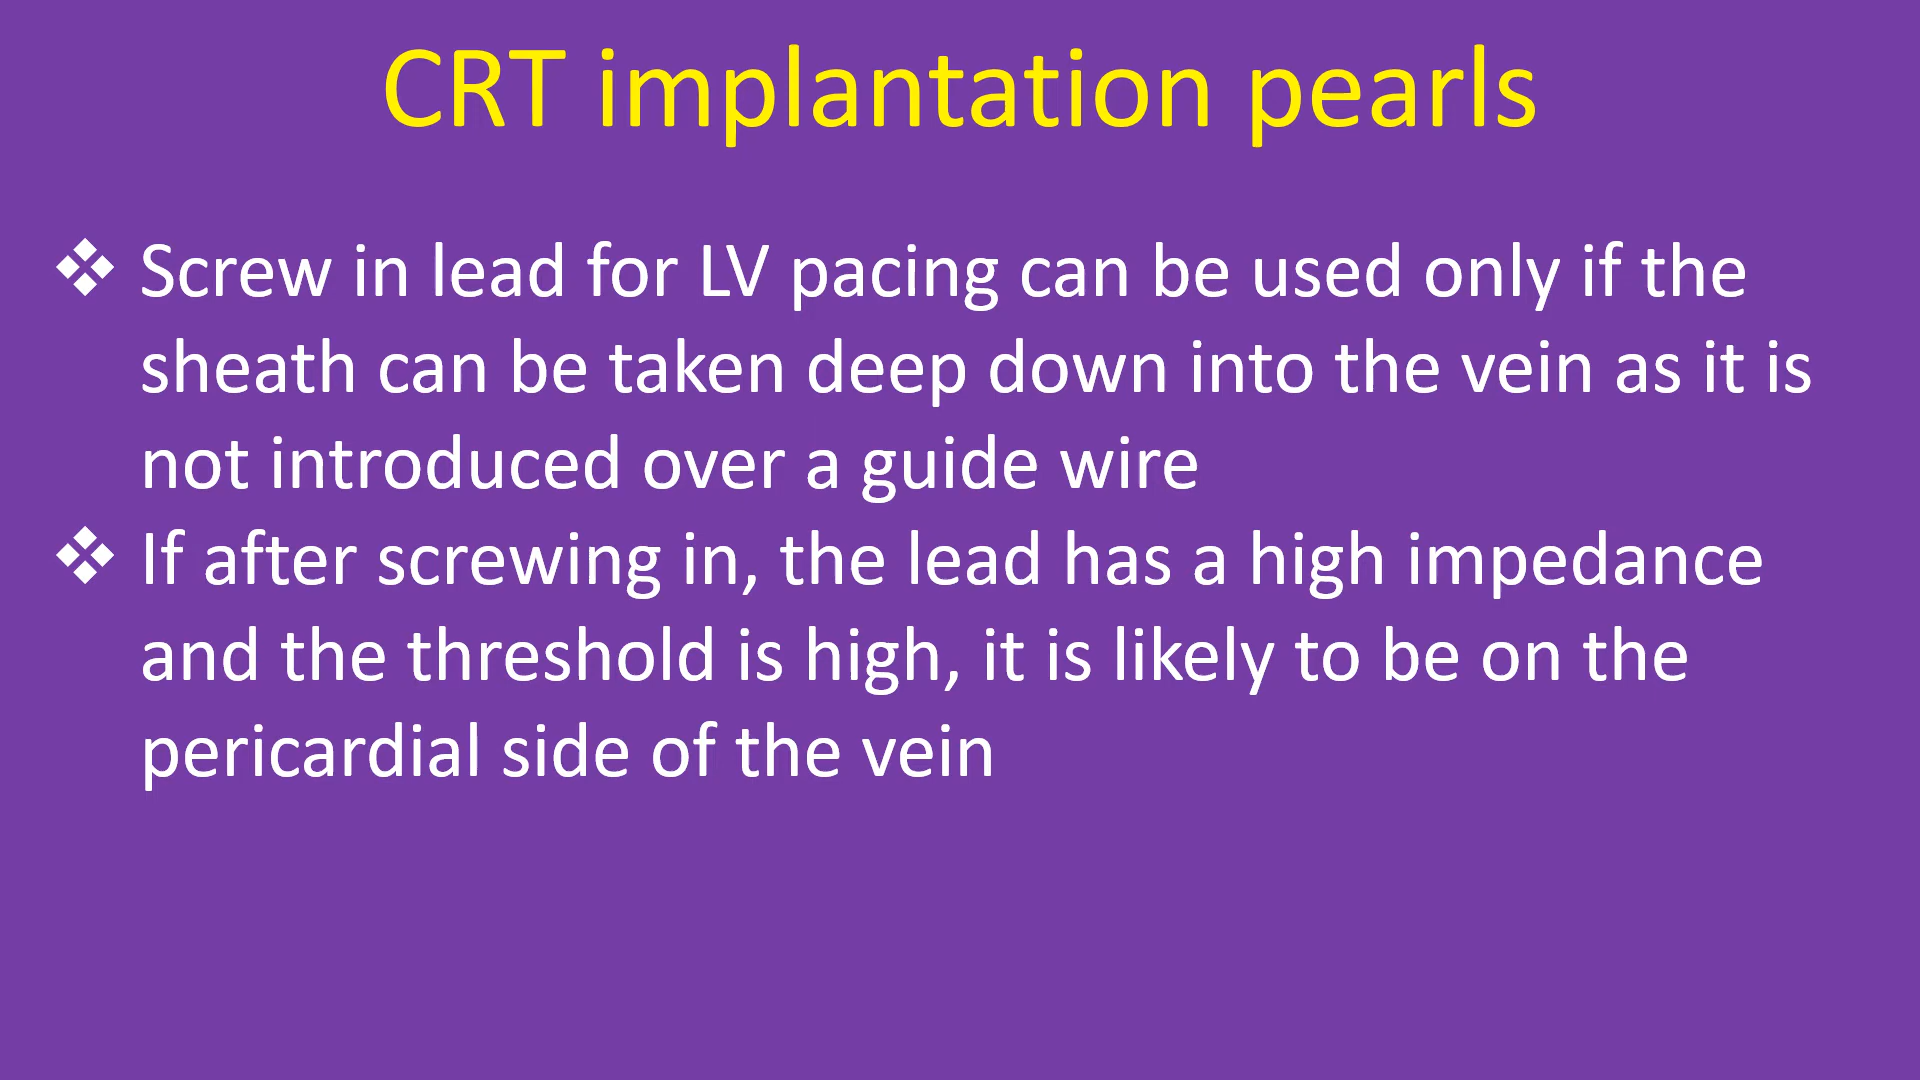 CRT implantation pearls
❖ Screw in lead for LV pacing can be used only if the
sheath can be taken deep down into the vein as it is
not introduced over a guide wire
❖ If after screwing in, the lead has a high impedance
and the threshold is high, it is likely to be on the
pericardial side of the vein